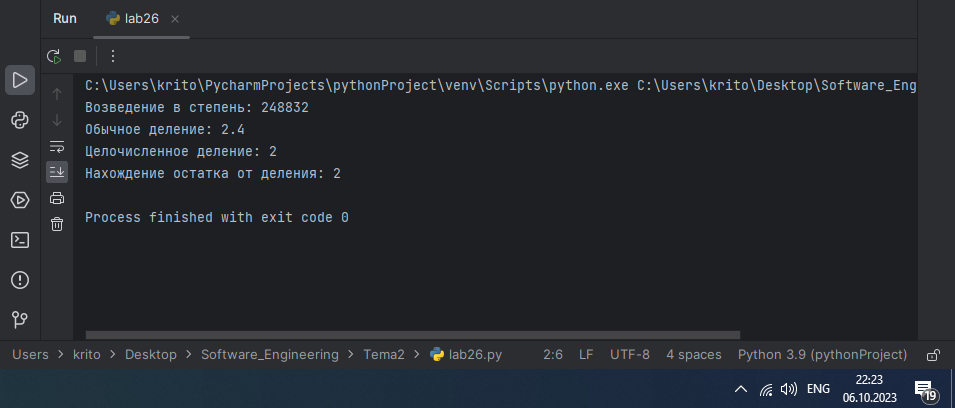 Run lab26
C:\Users\krito\PycharmProjects\pythonProject\venv\Scripts\python.exe C:\Users\krito\Desktop\Software_Eng
Возведение в степень: 248832
Обычное деление: 2.4
Целочисленное деление: 2
Нахождение остатка от деления: 2
Process finished with exit code 0
Users > krito > Desktop > Software_Engineering > Tema2 > lab26.py 2:6 LF UTF-8 4 spaces Python 3.9 (pythonProject)
ENG 22:23
06.10.2023 19